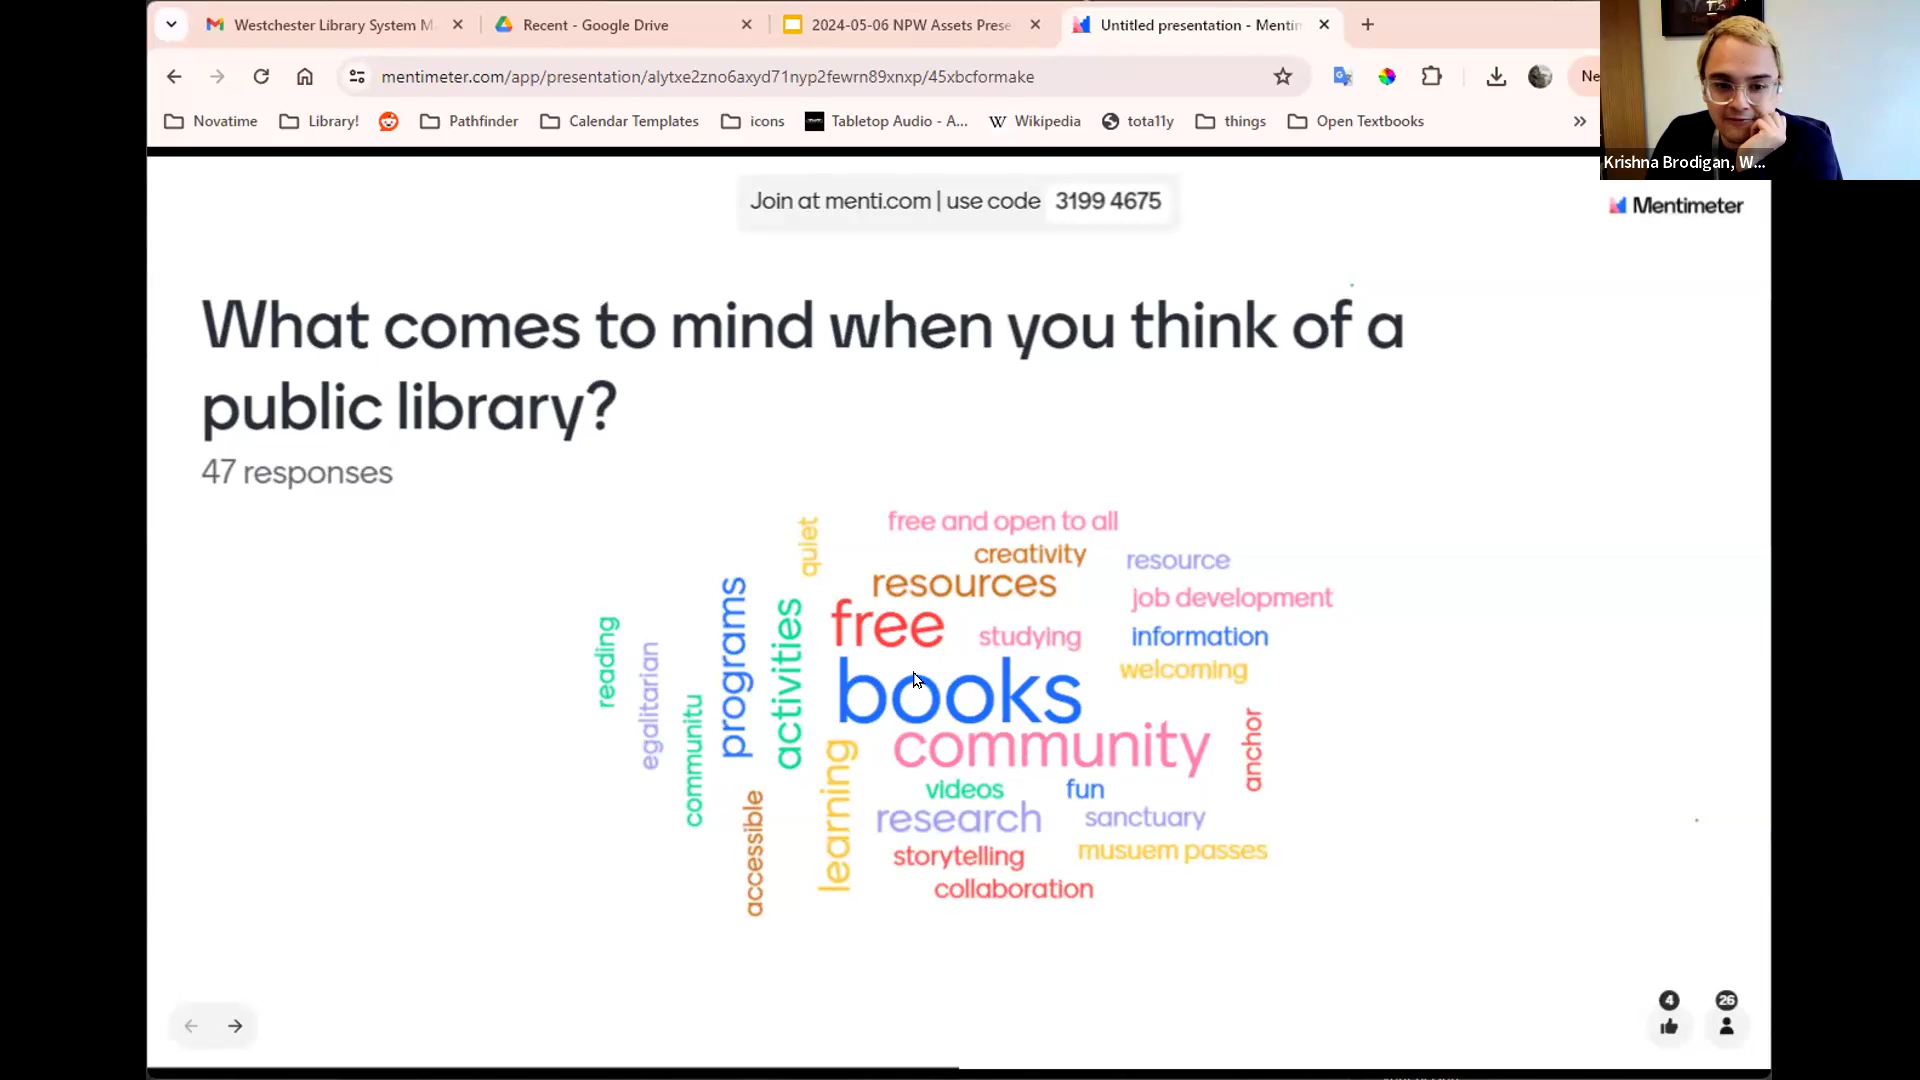 Westchester Library System M
Recent - Google Drive
2024-05-06 NPW Assets Prese
Untitled presentation - Mentim
mentimeter.com/app/presentation/alytxe2zno6axyd71nyp2fewrn89xnxp/45xbcformake
Ne
Novatime
Library!
Pathfinder
Calendar Templates
icons
Tabletop Audio - A...
Wikipedia
tota11y
things
Open Textbooks
Krishna Brodigan, W...
Join at menti.com | use code 3199 4675
Mentimeter
What comes to mind when you think of a
public library?
47 responses
free and open to all
quiet
creativity
resource
resources
job development
programs
activities
free
studying
information
reading
egalitarian
books
welcoming
communitu
community
anchor
learning
videos
fun
accessible
research
sanctuary
storytelling
musuem passes
collaboration
4
26